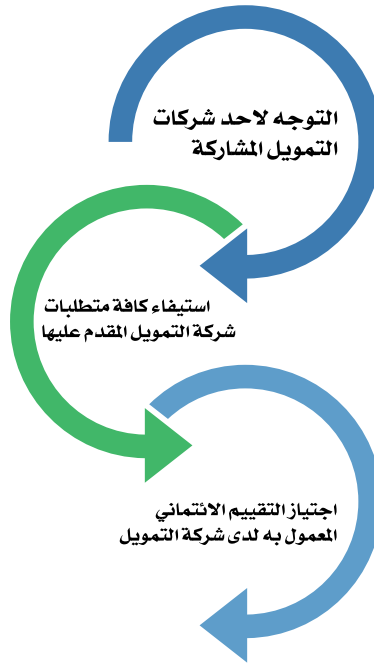 التوجه لاحد شركات
التمويل المشاركة
استيفاء كافة متطلبات
شركة التمويل المقدم عليها
اجتياز التقييم الائتماني
المعمول به لدى شركة التمويل